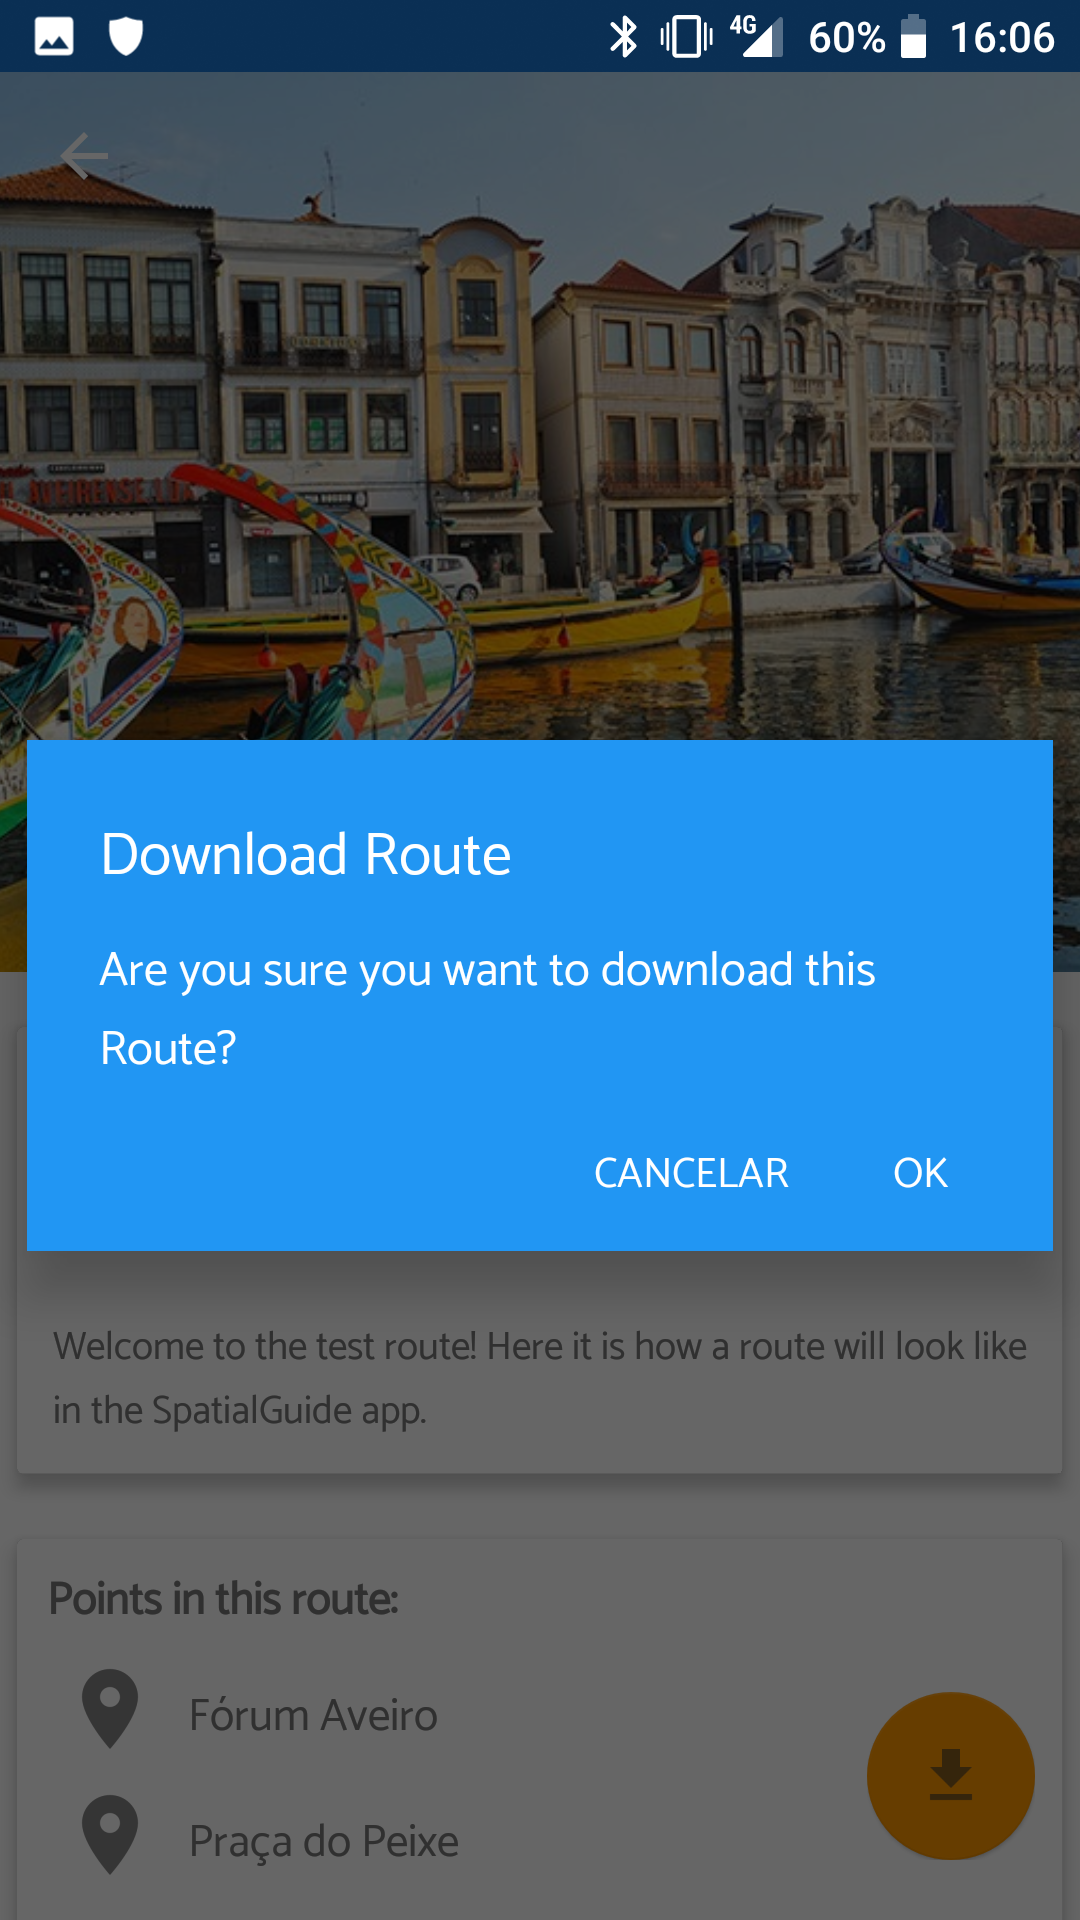 4G 60% 16:06
AVEIRENSE, LDA
Download Route
Are you sure you want to download this
Route?
CANCELAR OK
Welcome to the test route! Here it is how a route will look like
in the SpatialGuide app.
Points in this route:
Fórum Aveiro
Praça do Peixe